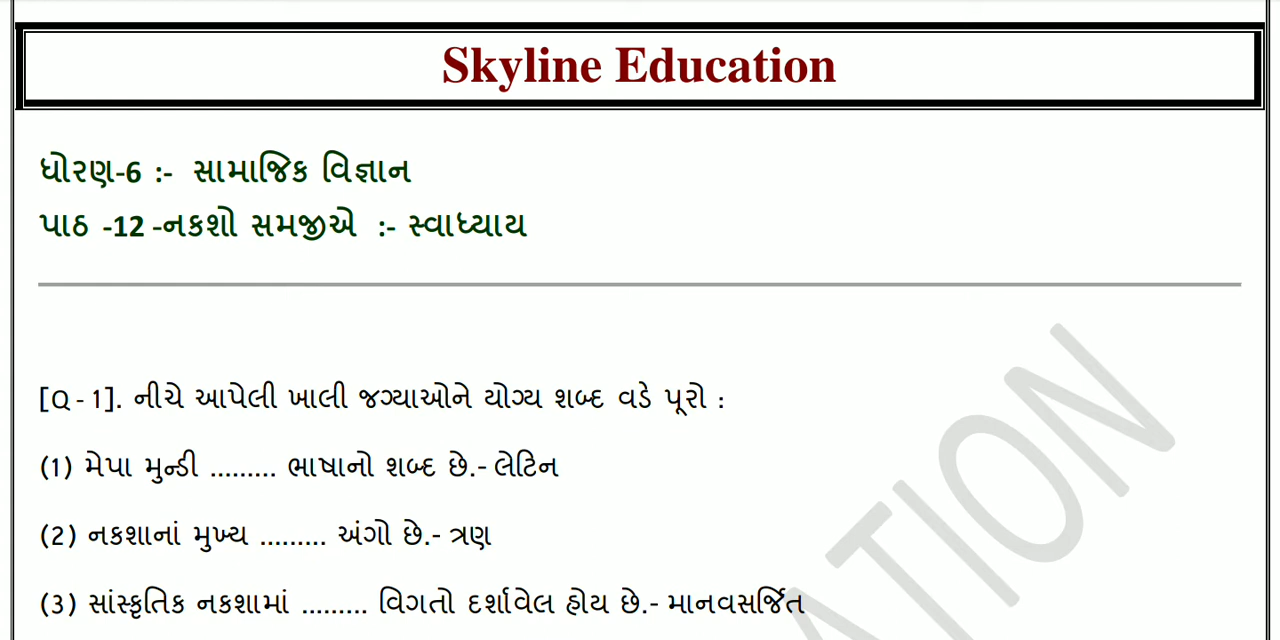 Skyline Education
ધોરણ-6 :- સામાજિક વિજ્ઞાન
પાઠ -12 -નકશો સમજીએ :- સ્વાધ્યાય
[Q - 1]. નીચે આપેલી ખાલી જગ્યાઓને યોગ્ય શબ્દ વડે પૂરો :
(1) મેપા મુન્ડી ......... ભાષાનો શબ્દ છે.- લેટિન
(2) નકશાનાં મુખ્ય ......... અંગો છે.- ત્રણ
(3) સાંસ્કૃતિક નકશામાં ......... વિગતો દર્શાવેલ હોય છે.- માનવસર્જિત
ATION